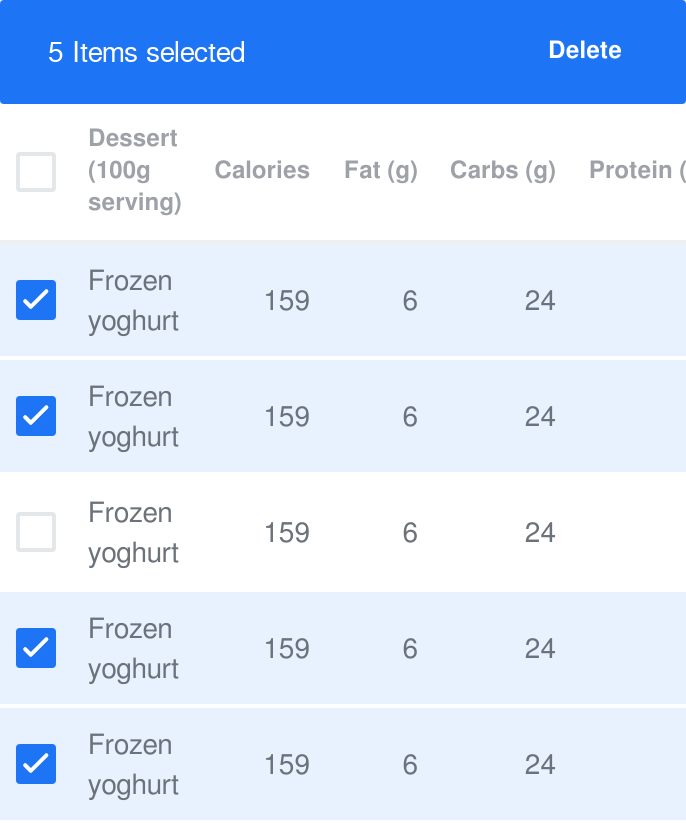 5 Items selected Delete
Dessert
(100g
serving) Calories Fat (g) Carbs (g) Protein (
Frozen
yoghurt 159 6 24
Frozen
yoghurt 159 6 24
Frozen
yoghurt 159 6 24
Frozen
yoghurt 159 6 24
Frozen
yoghurt 159 6 24